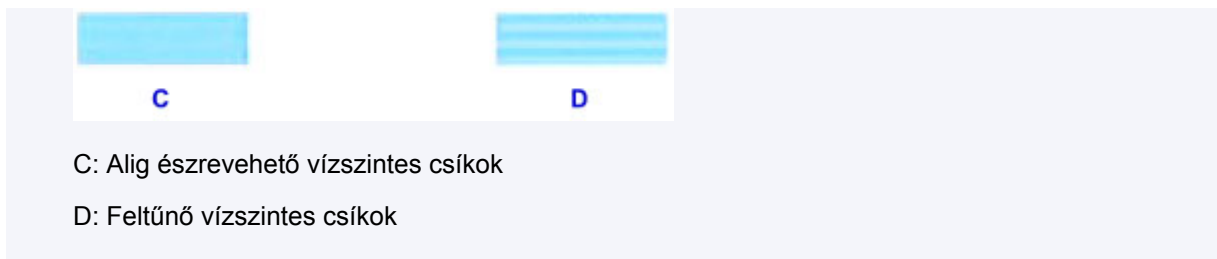 C D
C: Alig észrevehető vízszintes csíkok
D: Feltűnő vízszintes csíkok